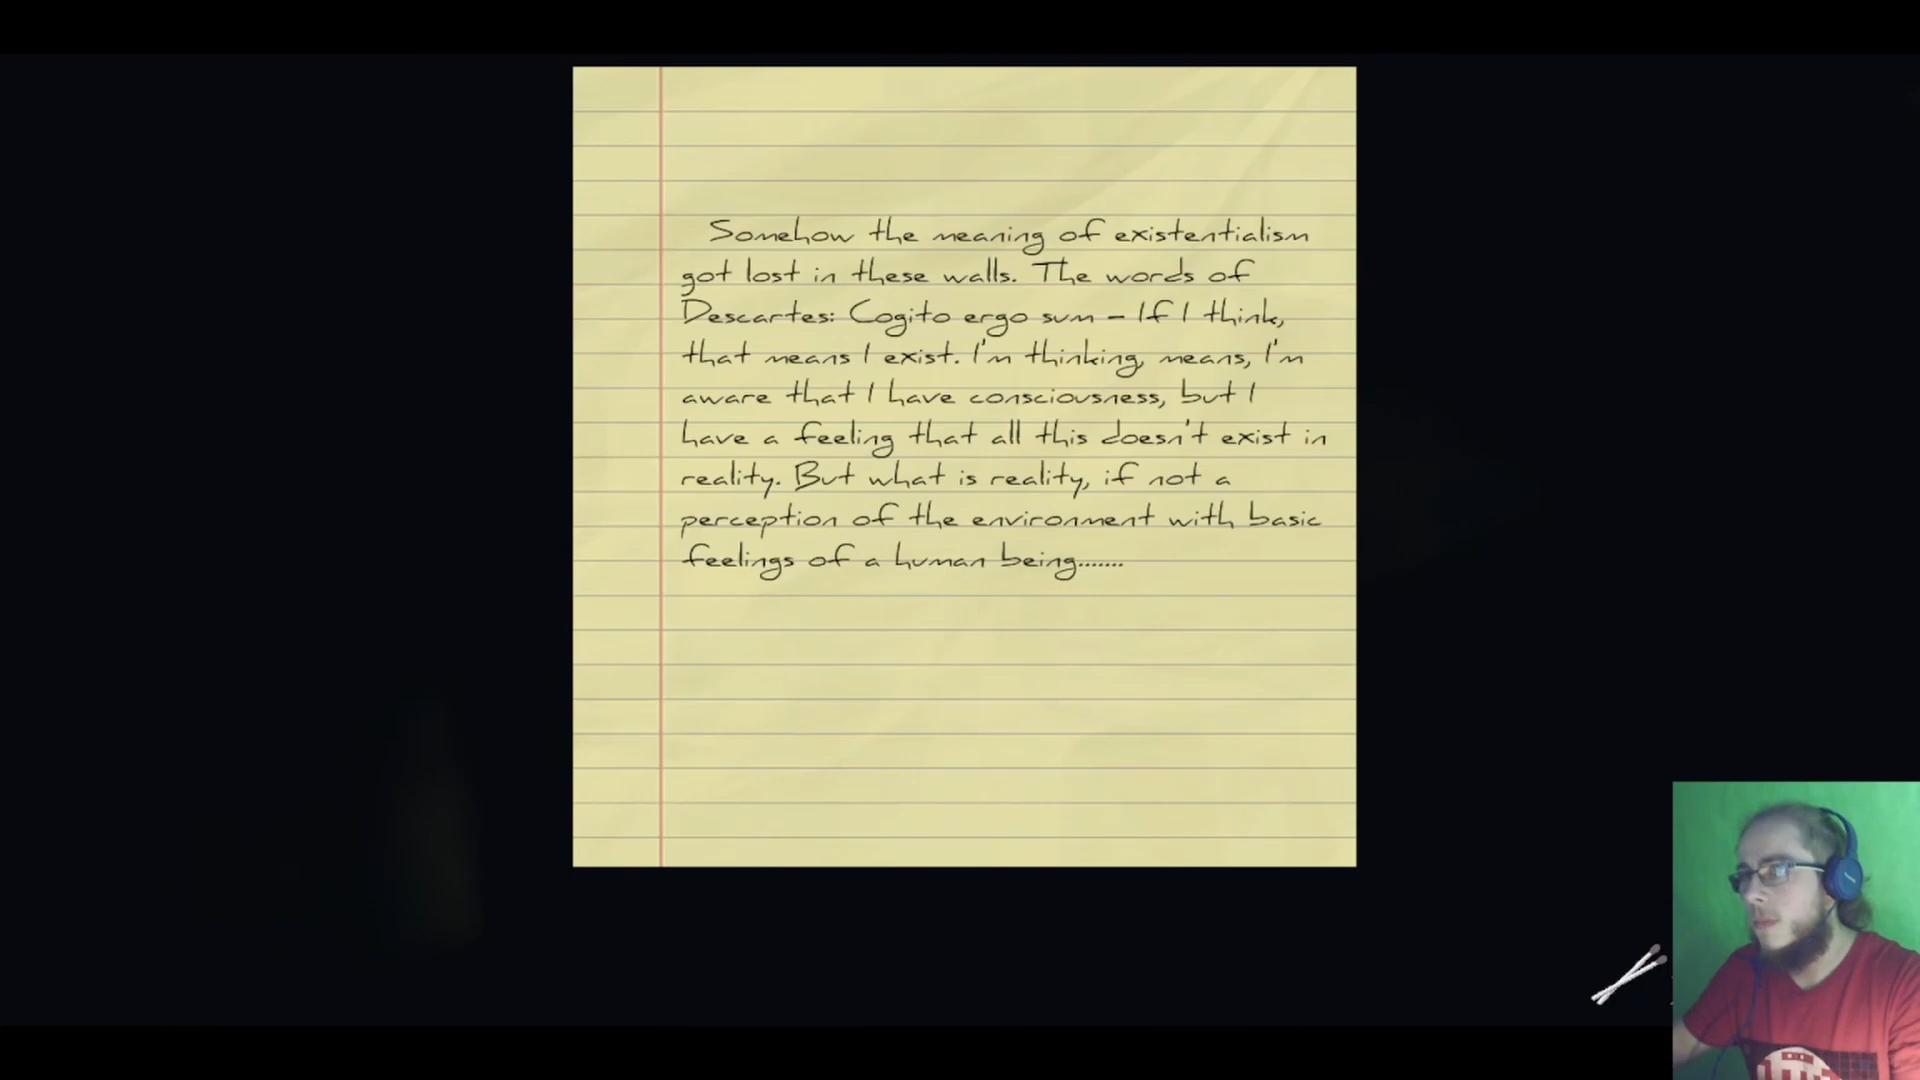 Somehow the meaning of existentialism
got lost in these walls. The words of
Descartes: Cogito ergo sum - If I think,
that means I exist. I'm thinking, means, I'm
aware that I have consciousness, but I
have a feeling that all this doesn't exist in
reality. But what is reality, if not a
perception of the environment with basic
feelings of a human being.......